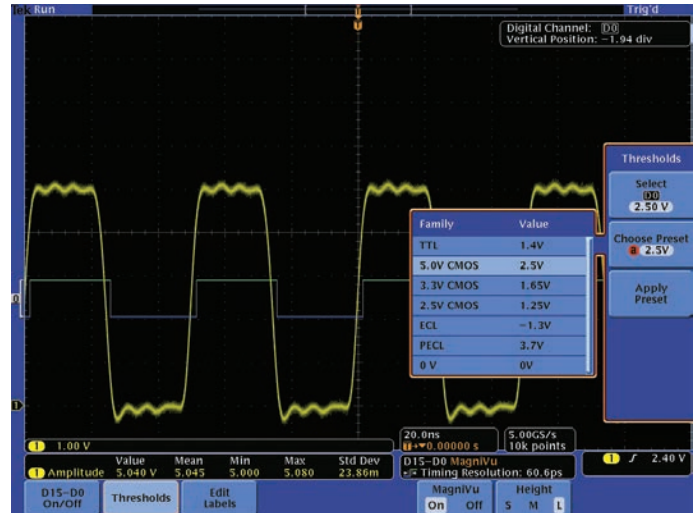 Tek Run
Trig'd
Digital Channel: D0
Vertical Position: −1.94 div
Thresholds
Select
D0
2.50 V
Choose Preset
a 2.5V
Apply
Preset
Family Value
TTL 1.4V
5.0V CMOS 2.5V
3.3V CMOS 1.65V
2.5V CMOS 1.25V
ECL −1.3V
PECL 3.7V
0 V 0V
0
1
1 1.00 V
20.0ns
T→▼0.00000 s
5.00GS/s
10k points
Value Mean Min Max Std Dev
1 Amplitude 5.040 V 5.045 5.000 5.080 23.86m
D15−D0 MagniVu
Timing Resolution: 60.6ps
1 2.40 V
D15−D0
On/Off
Thresholds
Edit
Labels
MagniVu
On Off
Height
S M L